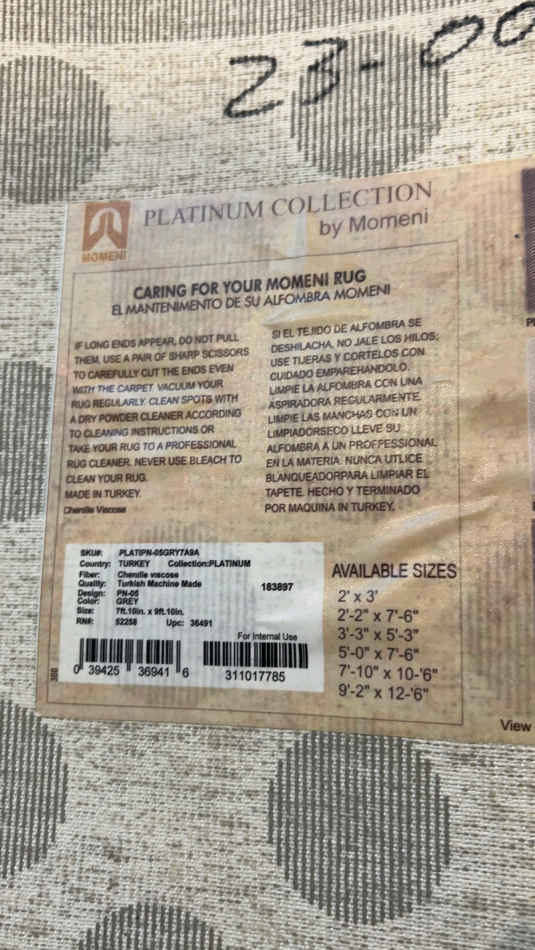 23-00
PLATINUM COLLECTION
by Momeni
MOMENI
CARING FOR YOUR MOMENI RUG
EL MANTENIMENTO DE SU ALFOMBRA MOMENI
IF LONG ENDS APPEAR, DO NOT PULL
THEM, USE A PAIR OF SHARP SCISSORS
TO CAREFULLY CUT THE ENDS EVEN
WITH THE CARPET. VACUUM YOUR
RUG REGULARLY. CLEAN SPOTS WITH
A DRY POWDER CLEANER ACCORDING
TO CLEANING INSTRUCTIONS OR
TAKE YOUR RUG TO A PROFESSIONAL
RUG CLEANER. NEVER USE BLEACH TO
CLEAN YOUR RUG.
MADE IN TURKEY.
Chenille Viscose
SI EL TEJIDO DE ALFOMBRA SE
DESHILACHA, NO JALE LOS HILOS;
USE TIJERAS Y CORTELOS CON
CUIDADO EMPAREHANDOLO.
LIMPIE LA ALFOMBRA CON UNA
ASPIRADORA REGULARMENTE.
LIMPIE LAS MANCHAS CON UN
LIMPIADORSECO LLEVE SU
ALFOMBRA A UN PROFPESSIONAL
EN LA MATERIA. NUNCA UTLICE
BLANQUEADORPARA LIMPIAR EL
TAPETE. HECHO Y TERMINADO
POR MAQUINA EN TURKEY.
SKU#: PLATIPN-05GRY7A9A
Country: TURKEY Collection:PLATINUM
Fiber: Chenille viscose
Quality: Turkish Machine Made 183897
Design: PN-05
Color: GREY
Size: 7ft.10in. x 9ft.10in.
RN#: 52258 Upc: 36491
For Internal Use
0 39425 36941 6
311017785
AVAILABLE SIZES
2' x 3'
2'-2" x 7'-6"
3'-3" x 5'-3"
5'-0" x 7'-6"
7'-10" x 10-'6"
9'-2" x 12-'6"
View